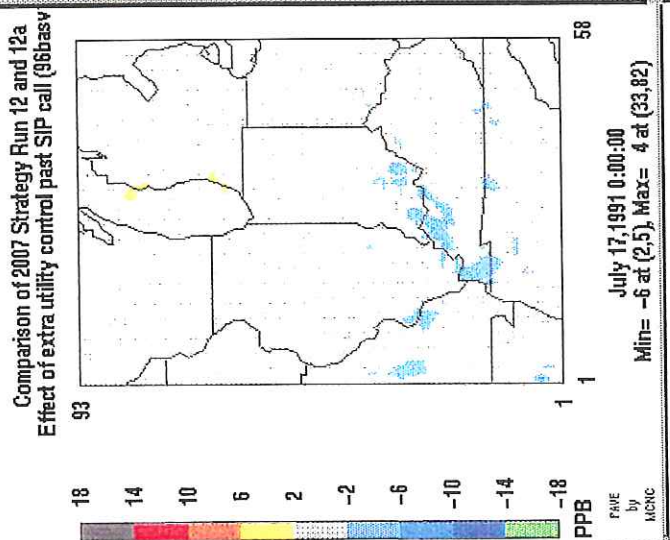 Comparison of 2007 Strategy Run 12 and 12a
Effect of extra utility control past SIP call (96basv
18
14
10
6
2
-2
-6
-10
-14
-18
PPB
PAVE
by
MCNC
93
1
1
58
July 17,1991 0:00:00
Min= -6 at (2,5), Max= 4 at (33,82)